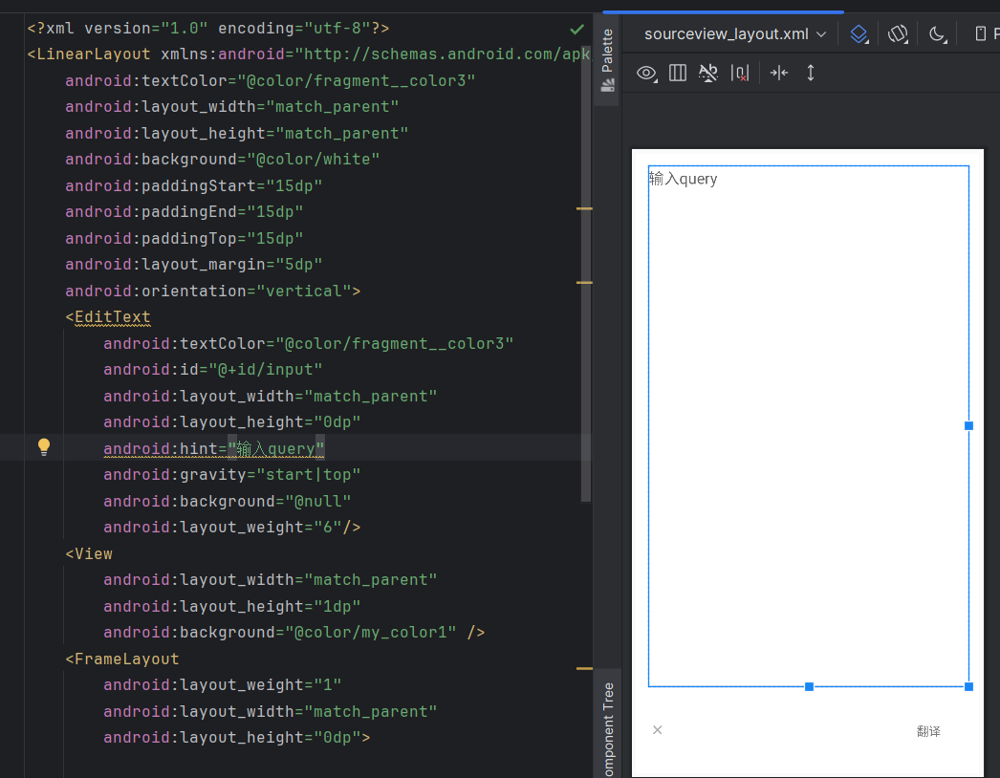 <?xml version="1.0" encoding="utf-8"?>
<LinearLayout xmlns:android="http://schemas.android.com/apk
android:textColor="@color/fragment__color3"
android:layout_width="match_parent"
android:layout_height="match_parent"
android:background="@color/white"
android:paddingStart="15dp"
android:paddingEnd="15dp"
android:paddingTop="15dp"
android:layout_margin="5dp"
android:orientation="vertical">
<EditText
android:textColor="@color/fragment__color3"
android:id="@+id/input"
android:layout_width="match_parent"
android:layout_height="0dp"
android:hint="输入query"
android:gravity="start|top"
android:background="@null"
android:layout_weight="6"/>
<View
android:layout_width="match_parent"
android:layout_height="1dp"
android:background="@color/my_color1" />
<FrameLayout
android:layout_weight="1"
android:layout_width="match_parent"
android:layout_height="0dp">
Palette
omponent Tree
sourceview_layout.xml
P
输入query
翻译